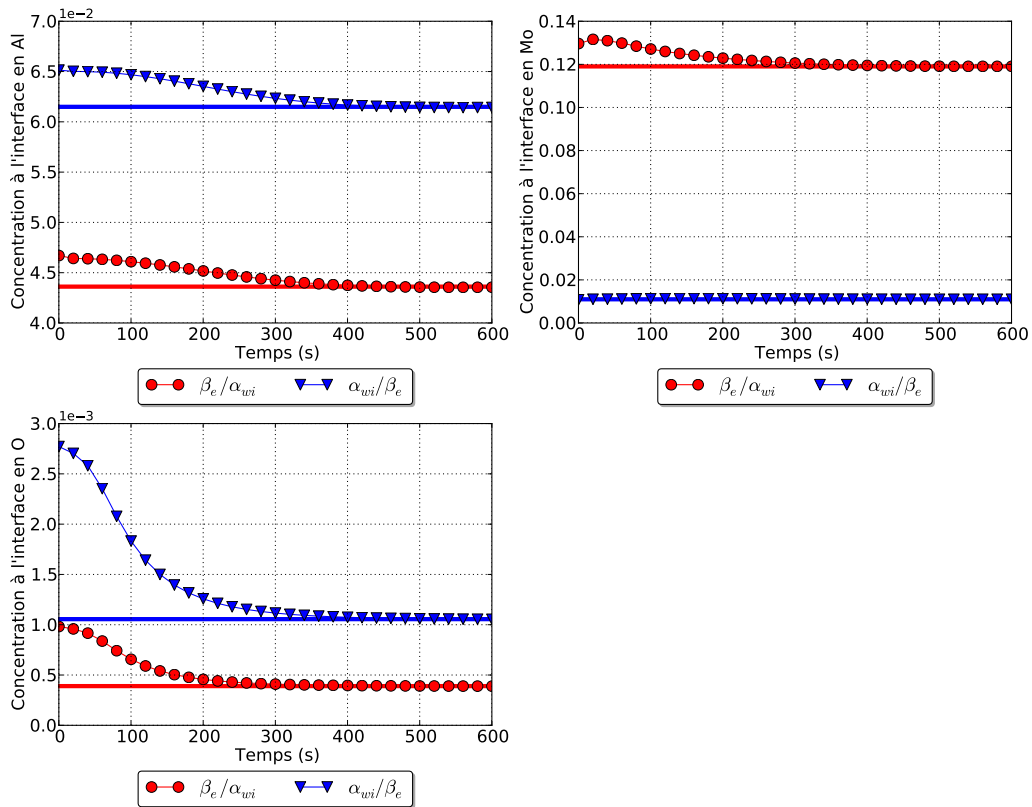 1e−2
7.0
6.5
6.0
5.5
5.0
4.5
4.0
Concentration à l'interface en Al
0 100 200 300 400 500 600
Temps (s)
β_e/α_wi α_wi/β_e
0.14
0.12
0.10
0.08
0.06
0.04
0.02
0.00
Concentration à l'interface en Mo
0 100 200 300 400 500 600
Temps (s)
β_e/α_wi α_wi/β_e
1e−3
3.0
2.5
2.0
1.5
1.0
0.5
0.0
Concentration à l'interface en O
0 100 200 300 400 500 600
Temps (s)
β_e/α_wi α_wi/β_e